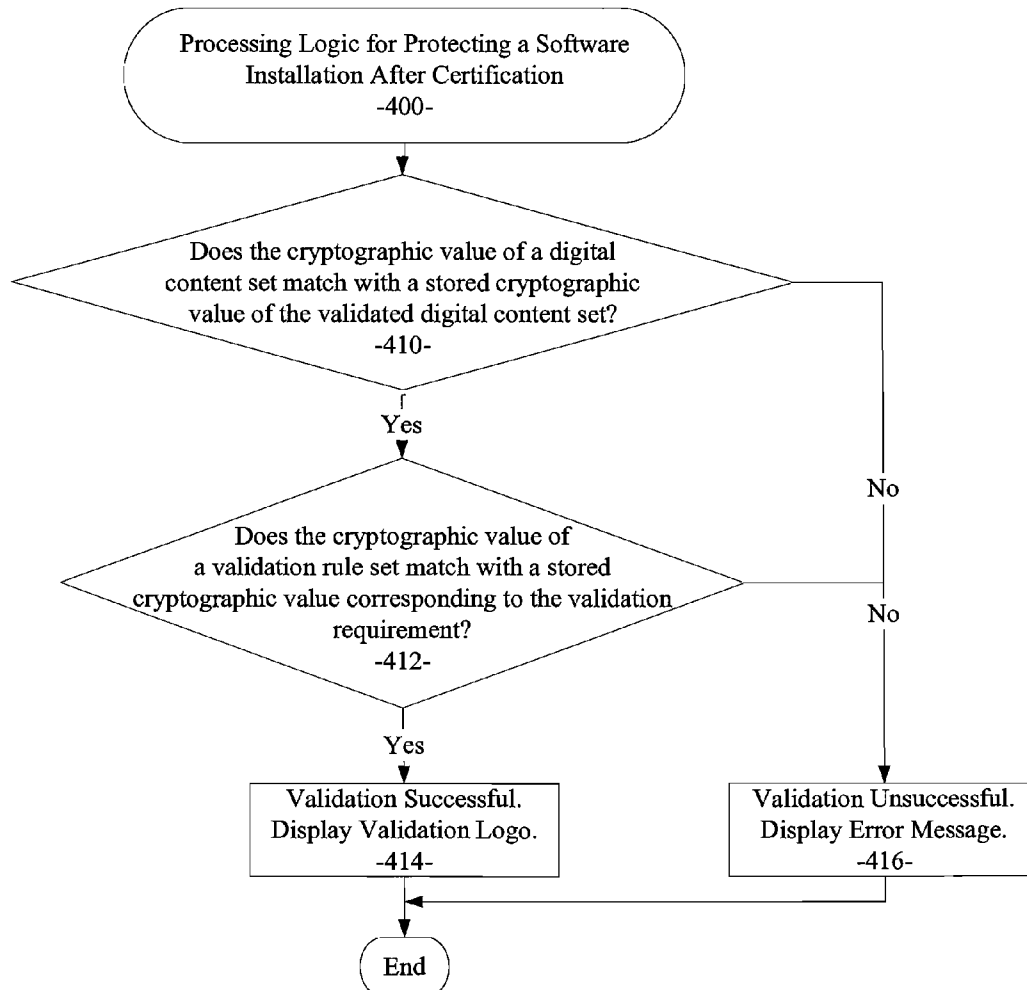 Processing Logic for Protecting a Software
Installation After Certification
-400-
Does the cryptographic value of a digital
content set match with a stored cryptographic
value of the validated digital content set?
-410-
Yes
No
Does the cryptographic value of
a validation rule set match with a stored
cryptographic value corresponding to the validation
requirement?
-412-
No
Yes
Validation Successful.
Display Validation Logo.
-414-
Validation Unsuccessful.
Display Error Message.
-416-
End